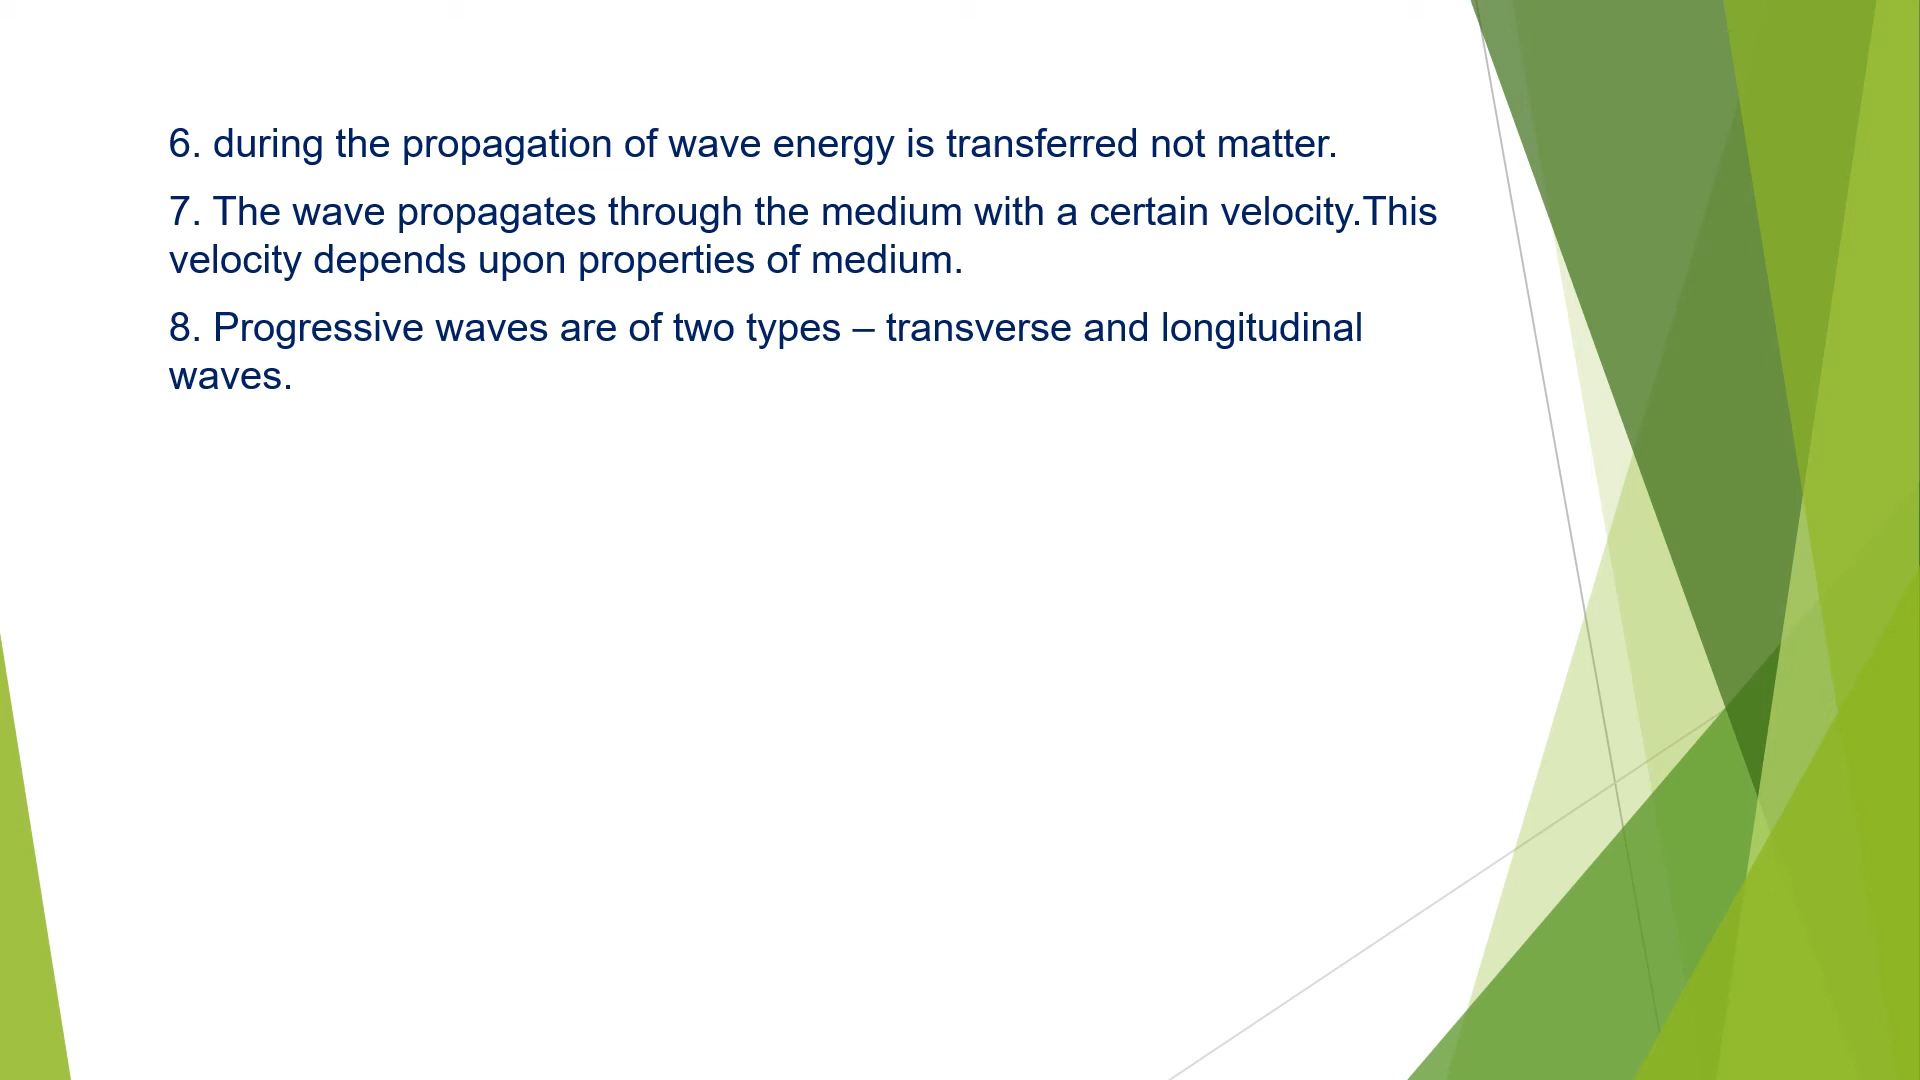 6. during the propagation of wave energy is transferred not matter.
7. The wave propagates through the medium with a certain velocity.This
velocity depends upon properties of medium.
8. Progressive waves are of two types – transverse and longitudinal
waves.